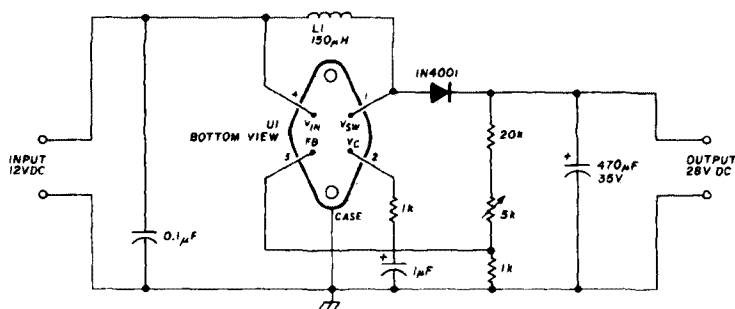 L1
150µH
1N4001
4
1
VIN
VSW
U1
BOTTOM VIEW
FB
VC
3
2
20k
INPUT
12VDC
OUTPUT
28V DC
+
470µF
35V
5k
CASE
1k
0.1µF
+
1µF
1k